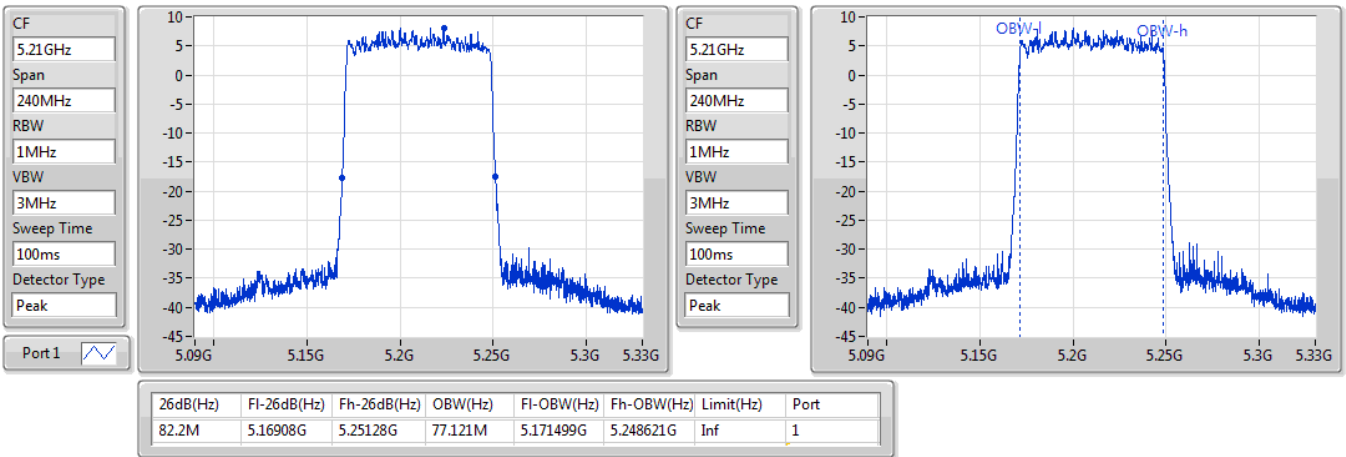 CF
5.21GHz
Span
240MHz
RBW
1MHz
VBW
3MHz
Sweep Time
100ms
Detector Type
Peak
Port 1
10
5
0
-5
-10
-15
-20
-25
-30
-35
-40
-45
5.09G 5.15G 5.2G 5.25G 5.3G 5.33G
CF
5.21GHz
Span
240MHz
RBW
1MHz
VBW
3MHz
Sweep Time
100ms
Detector Type
Peak
OBW-l OBW-h
10
5
0
-5
-10
-15
-20
-25
-30
-35
-40
-45
5.09G 5.15G 5.2G 5.25G 5.3G 5.33G
26dB(Hz) Fl-26dB(Hz) Fh-26dB(Hz) OBW(Hz) Fl-OBW(Hz) Fh-OBW(Hz) Limit(Hz) Port
82.2M 5.16908G 5.25128G 77.121M 5.171499G 5.248621G Inf 1